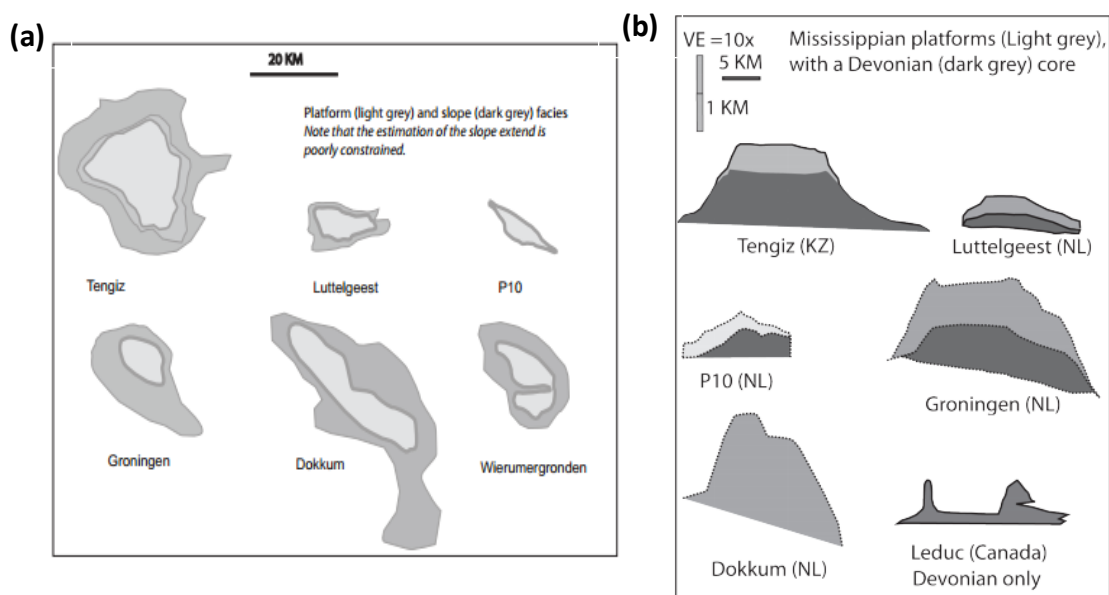 (a)
20 KM
Platform (light grey) and slope (dark grey) facies
Note that the estimation of the slope extend is
poorly constrained.
Tengiz
Luttelgeest
P10
Groningen
Dokkum
Wierumergronden
(b)
VE =10x
5 KM
1 KM
Mississippian platforms (Light grey),
with a Devonian (dark grey) core
Tengiz (KZ)
Luttelgeest (NL)
P10 (NL)
Groningen (NL)
Dokkum (NL)
Leduc (Canada)
Devonian only